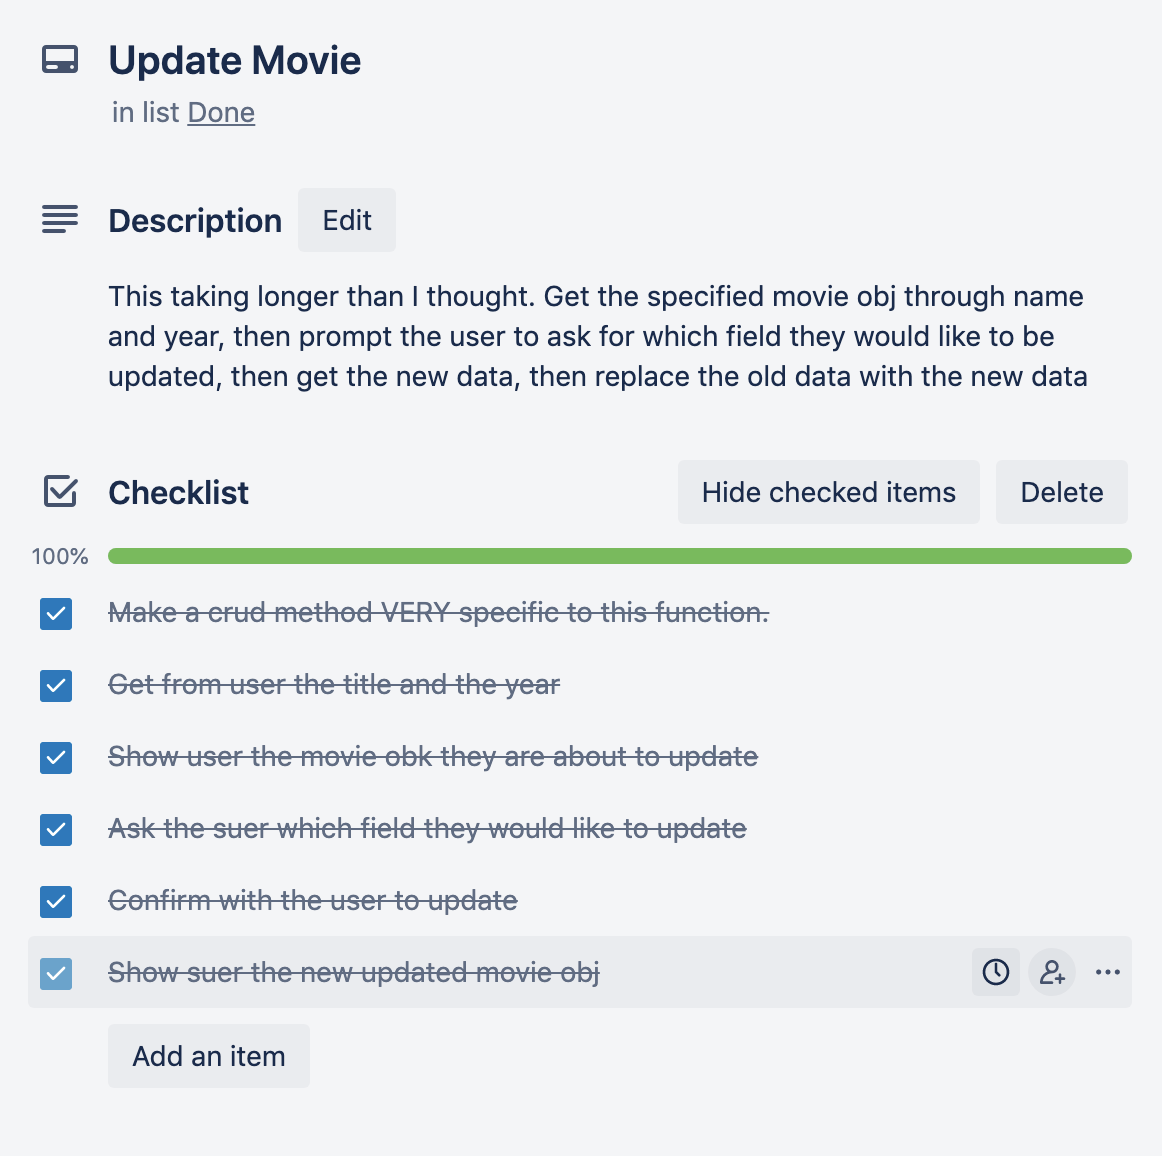 Update Movie
in list Done
Description
Edit
This taking longer than I thought. Get the specified movie obj through name
and year, then prompt the user to ask for which field they would like to be
updated, then get the new data, then replace the old data with the new data
Checklist
Hide checked items
Delete
100%
Make a crud method VERY specific to this function.
Get from user the title and the year
Show user the movie obk they are about to update
Ask the suer which field they would like to update
Confirm with the user to update
Show suer the new updated movie obj
Add an item